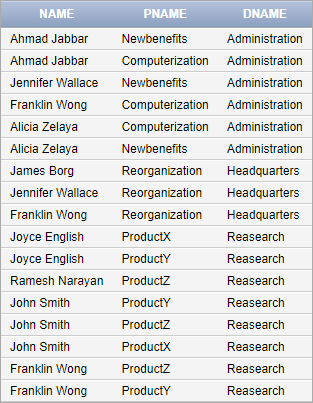 NAME PNAME DNAME
Ahmad Jabbar Newbenefits Administration
Ahmad Jabbar Computerization Administration
Jennifer Wallace Newbenefits Administration
Franklin Wong Computerization Administration
Alicia Zelaya Computerization Administration
Alicia Zelaya Newbenefits Administration
James Borg Reorganization Headquarters
Jennifer Wallace Reorganization Headquarters
Franklin Wong Reorganization Headquarters
Joyce English ProductX Reasearch
Joyce English ProductY Reasearch
Ramesh Narayan ProductZ Reasearch
John Smith ProductY Reasearch
John Smith ProductZ Reasearch
John Smith ProductX Reasearch
Franklin Wong ProductZ Reasearch
Franklin Wong ProductY Reasearch